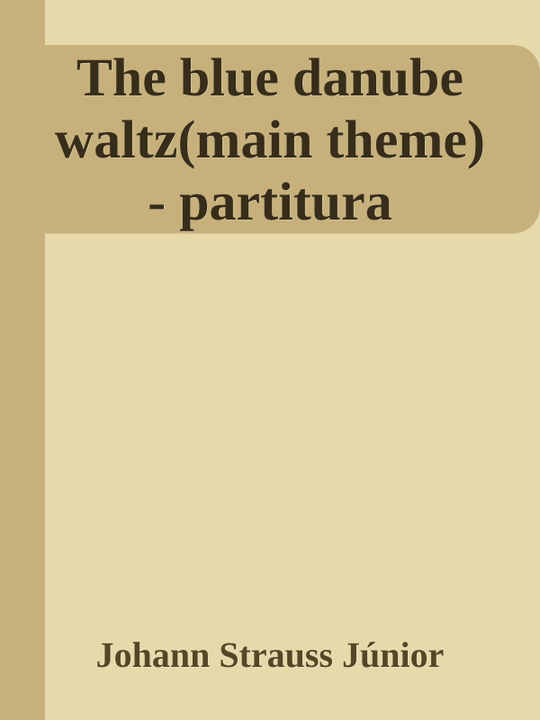 The blue danube
waltz(main theme)
- partitura
Johann Strauss Júnior